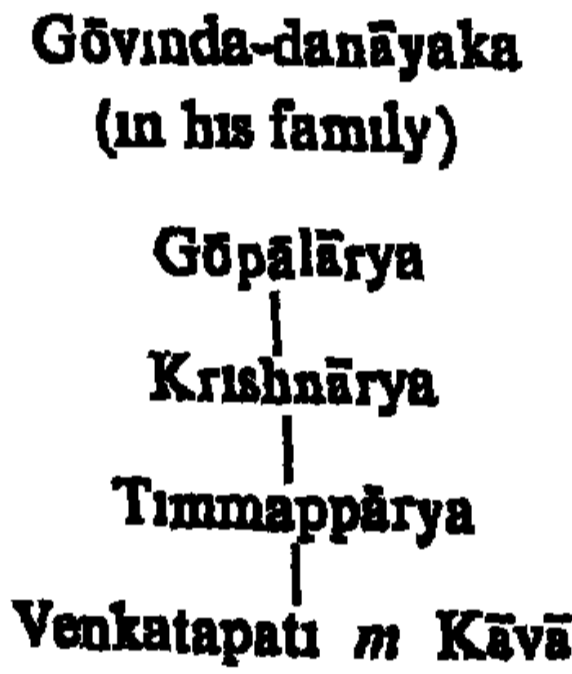 Gōvinda-danāyaka
(in his family)
Gōpālārya
Krishnārya
Timmappārya
Venkatapati m Kāvā